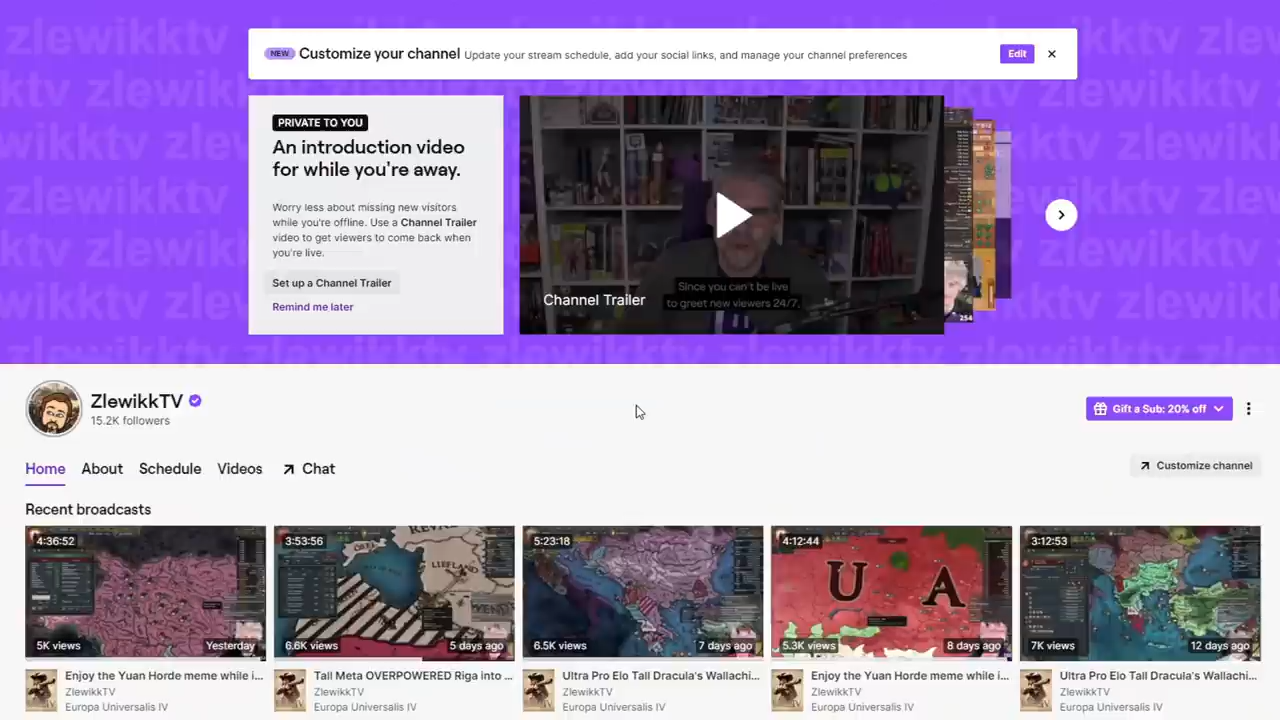 NEW Customize your channel Update your stream schedule, add your social links, and manage your channel preferences Edit
PRIVATE TO YOU
An introduction video
for while you're away.
Worry less about missing new visitors
while you're offline. Use a Channel Trailer
video to get viewers to come back when
you're live.
Set up a Channel Trailer
Remind me later
Since you can't be live
to greet new viewers 24/7,
Channel Trailer
254
zlewikktv
ZlewikkTV
15.2K followers
Gift a Sub: 20% off
Home About Schedule Videos Chat
Customize channel
Recent broadcasts
4:36:52
5K views Yesterday
Enjoy the Yuan Horde meme while i...
ZlewikkTV
Europa Universalis IV
3:53:56
LIEFLAND
6.6K views 5 days ago
Tall Meta OVERPOWERED Riga into ...
ZlewikkTV
Europa Universalis IV
5:23:18
6.5K views 7 days ago
Ultra Pro Elo Tall Dracula's Wallachi...
ZlewikkTV
Europa Universalis IV
4:12:44
U A
5.3K views 8 days ago
Enjoy the Yuan Horde meme while i...
ZlewikkTV
Europa Universalis IV
3:12:53
7K views 12 days ago
Ultra Pro Elo Tall Dracula's Wallachi...
ZlewikkTV
Europa Universalis IV